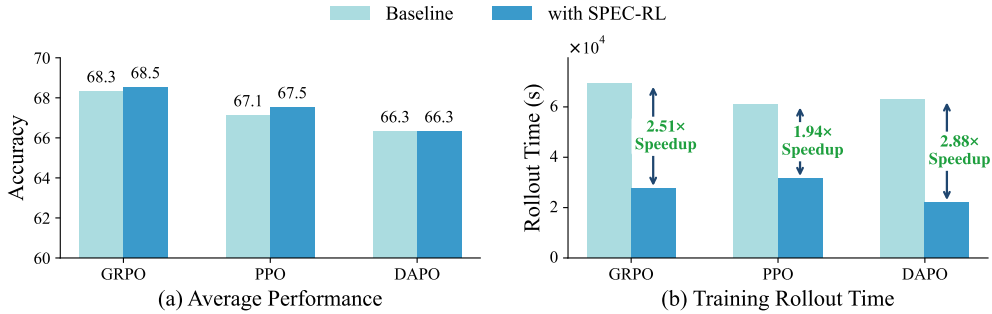 Baseline
with SPEC-RL
70
68
66
64
62
60
Accuracy
68.3
68.5
67.1
67.5
66.3
66.3
GRPO
PPO
DAPO
(a) Average Performance
×10⁴
6
4
2
0
Rollout Time (s)
2.51×
Speedup
1.94×
Speedup
2.88×
Speedup
GRPO
PPO
DAPO
(b) Training Rollout Time